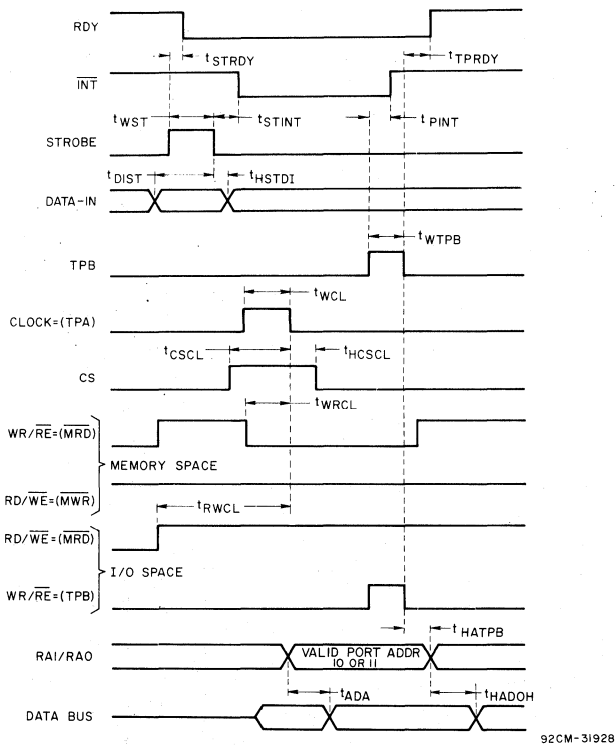 RDY
tSTRDY
tTPRDY
INT
tWST
tSTINT
tPINT
STROBE
tDIST
tHSTDI
DATA-IN
tWTPB
TPB
tWCL
CLOCK=(TPA)
tCSCL
tHCSCL
CS
tWRCL
WR/RE=(MRD)
MEMORY SPACE
RD/WE=(MWR)
tRWCL
RD/WE=(MRD)
I/O SPACE
WR/RE=(TPB)
tHATPB
RA1/RA0
VALID PORT ADDR
10 OR 11
tADA
tHADOH
DATA BUS
92CM-31928